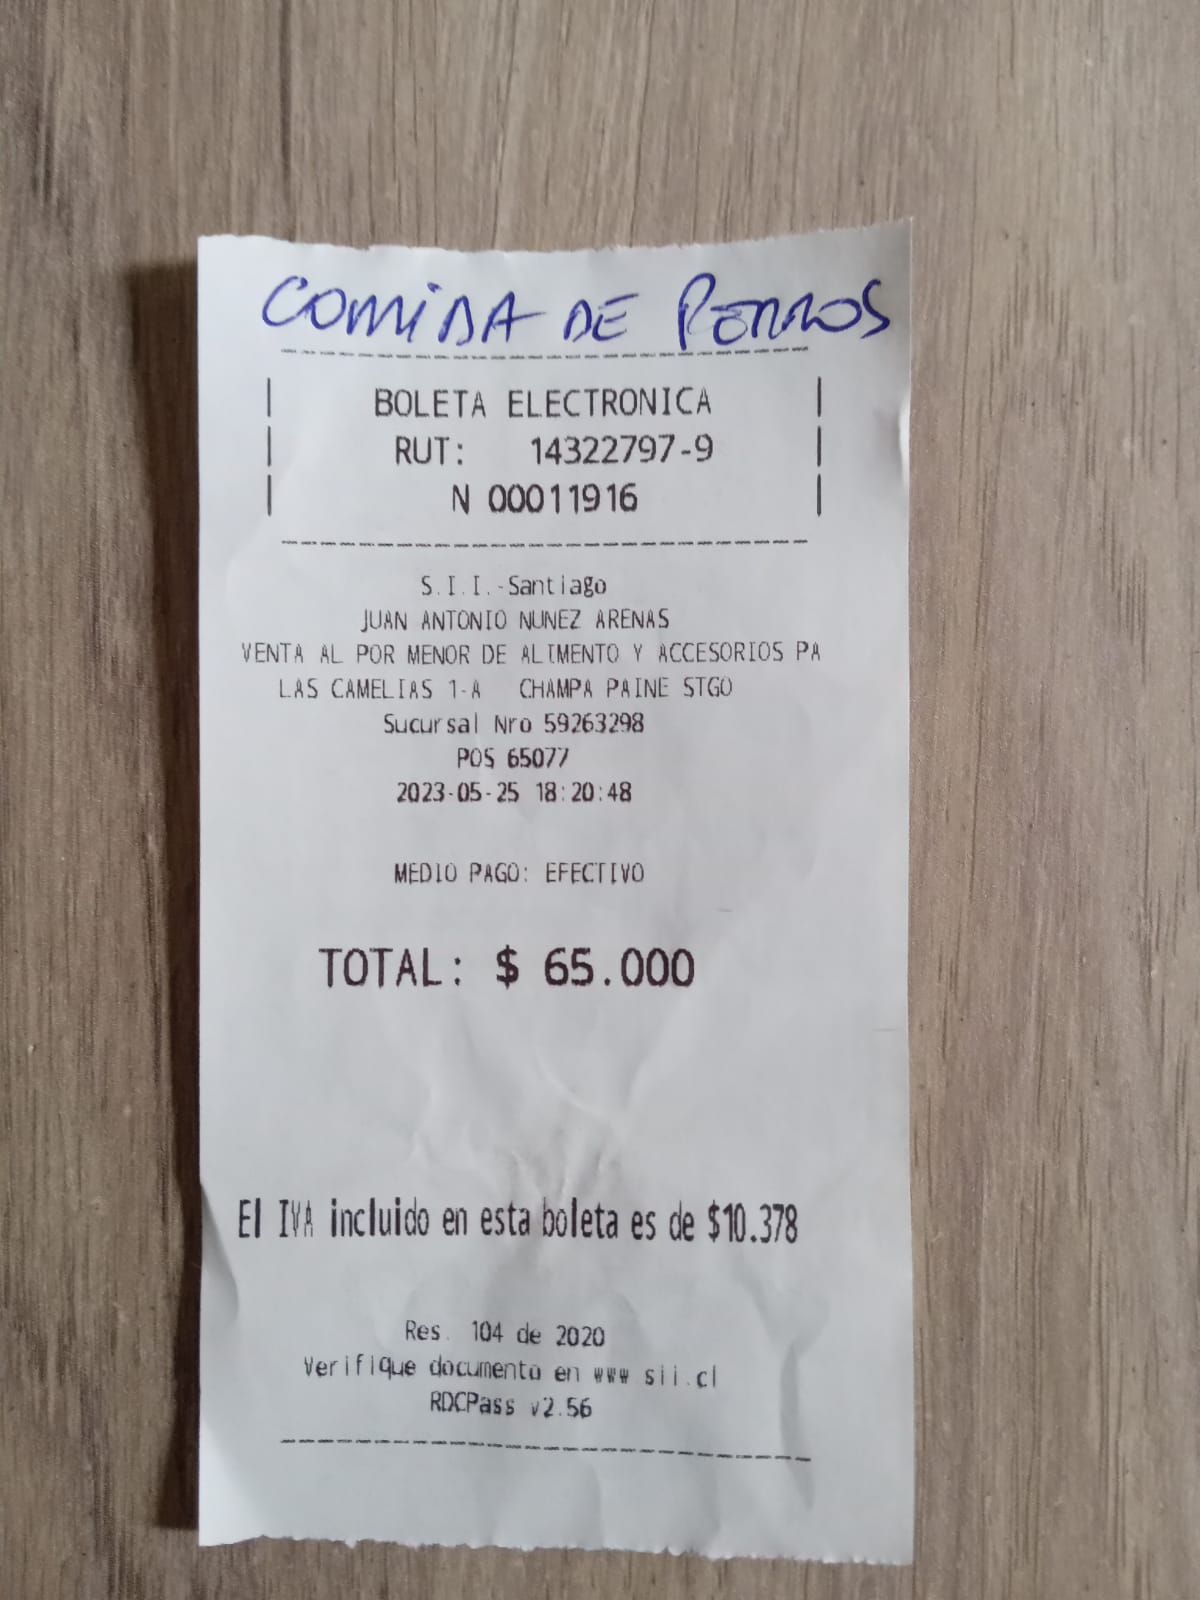 COMIDA DE PERROS
BOLETA ELECTRONICA
RUT: 14322797-9
N 00011916
S.I.I.-Santiago
JUAN ANTONIO NUNEZ ARENAS
VENTA AL POR MENOR DE ALIMENTO Y ACCESORIOS PA
LAS CAMELIAS 1-A CHAMPA PAINE STGO
Sucursal Nro 59263298
POS 65077
2023-05-25 18:20:48
MEDIO PAGO: EFECTIVO
TOTAL: $ 65.000
El IVA incluido en esta boleta es de $10.378
Res. 104 de 2020
Verifique documento en www.sii.cl
RDCPass v2.56